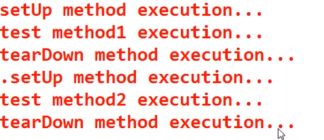 setUp method execution...
test method1 execution...
tearDown method execution...
.setUp method execution...
test method2 execution...
tearDown method execution...